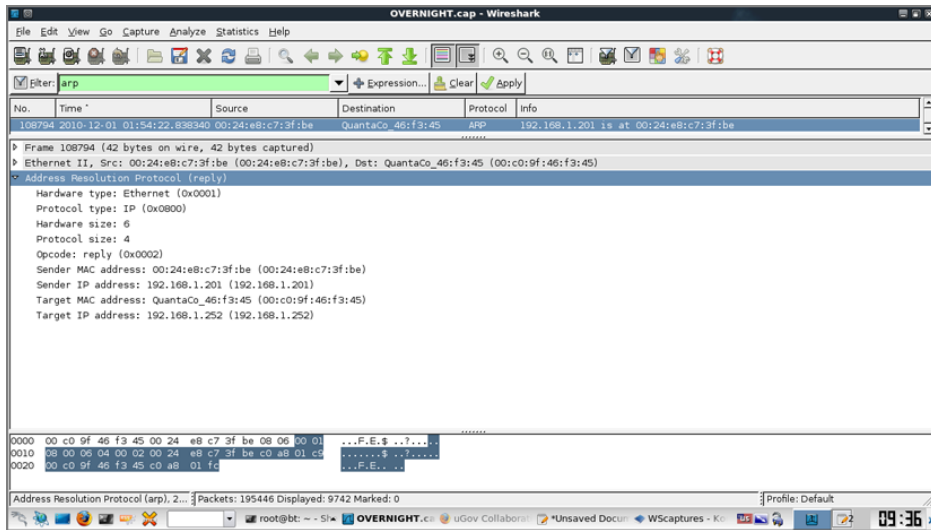 OVERNIGHT.cap - Wireshark
File Edit View Go Capture Analyze Statistics Help
Filter: arp Expression... Clear Apply
No. Time Source Destination Protocol Info
108794 2010-12-01 01:54:22.838340 00:24:e8:c7:3f:be QuantaCo_46:f3:45 ARP 192.168.1.201 is at 00:24:e8:c7:3f:be
Frame 108794 (42 bytes on wire, 42 bytes captured)
Ethernet II, Src: 00:24:e8:c7:3f:be (00:24:e8:c7:3f:be), Dst: QuantaCo_46:f3:45 (00:c0:9f:46:f3:45)
Address Resolution Protocol (reply)
Hardware type: Ethernet (0x0001)
Protocol type: IP (0x0800)
Hardware size: 6
Protocol size: 4
Opcode: reply (0x0002)
Sender MAC address: 00:24:e8:c7:3f:be (00:24:e8:c7:3f:be)
Sender IP address: 192.168.1.201 (192.168.1.201)
Target MAC address: QuantaCo_46:f3:45 (00:c0:9f:46:f3:45)
Target IP address: 192.168.1.252 (192.168.1.252)
0000 00 c0 9f 46 f3 45 00 24 e8 c7 3f be 08 06 00 01 ...F.E.$ ..?.....
0010 08 00 06 04 00 02 00 24 e8 c7 3f be c0 a8 01 c9 .......$ ..?.....
0020 00 c0 9f 46 f3 45 c0 a8 01 fc ...F.E.. ..
Address Resolution Protocol (arp), 2... Packets: 195446 Displayed: 9742 Marked: 0 Profile: Default
root@bt: ~ - She OVERNIGHT.ca uGov Collaborat *Unsaved Docum WScaptures - Ko US 2 09:36